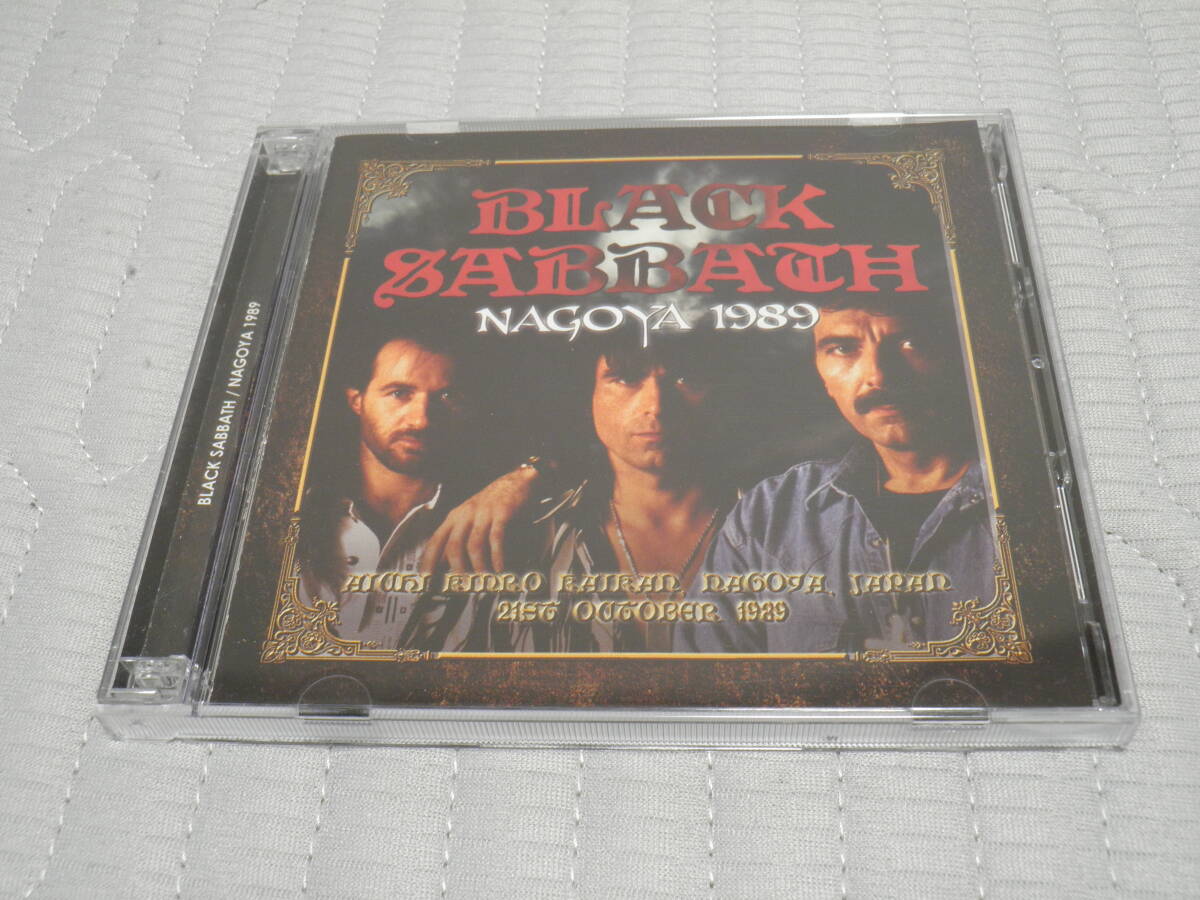 BLACK
SABBATH
NAGOYA 1989
AICHI KINRO KAIKAN, NAGOYA, JAPAN
21ST OCTOBER 1989
BLACK SABBATH / NAGOYA 1989